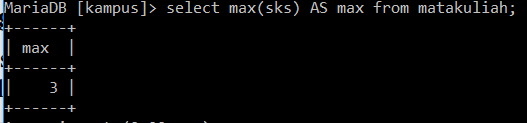 MariaDB [kampus]> select max(sks) AS max from matakuliah;
+------+
| max  |
+------+
|    3 |
+------+